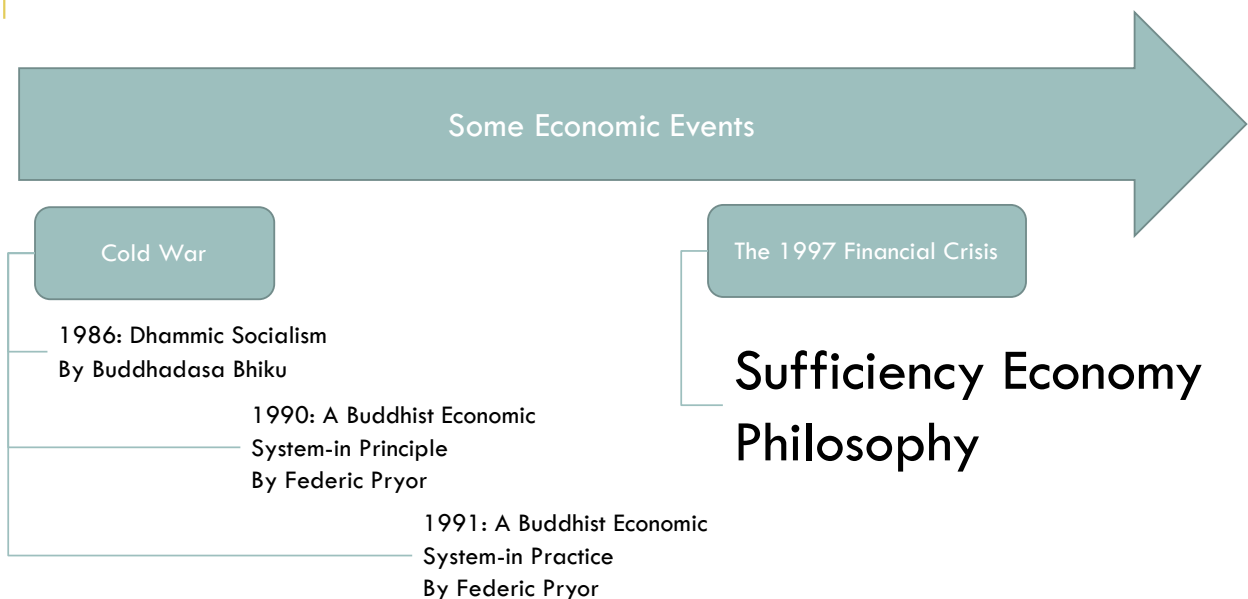 Some Economic Events
Cold War
1986: Dhammic Socialism
By Buddhadasa Bhiku
1990: A Buddhist Economic
System-in Principle
By Federic Pryor
1991: A Buddhist Economic
System-in Practice
By Federic Pryor
The 1997 Financial Crisis
Sufficiency Economy
Philosophy